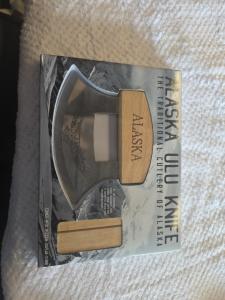 ALASKA ULU KNIFE
THE TRADITIONAL CUTLERY OF ALASKA
ALASKA